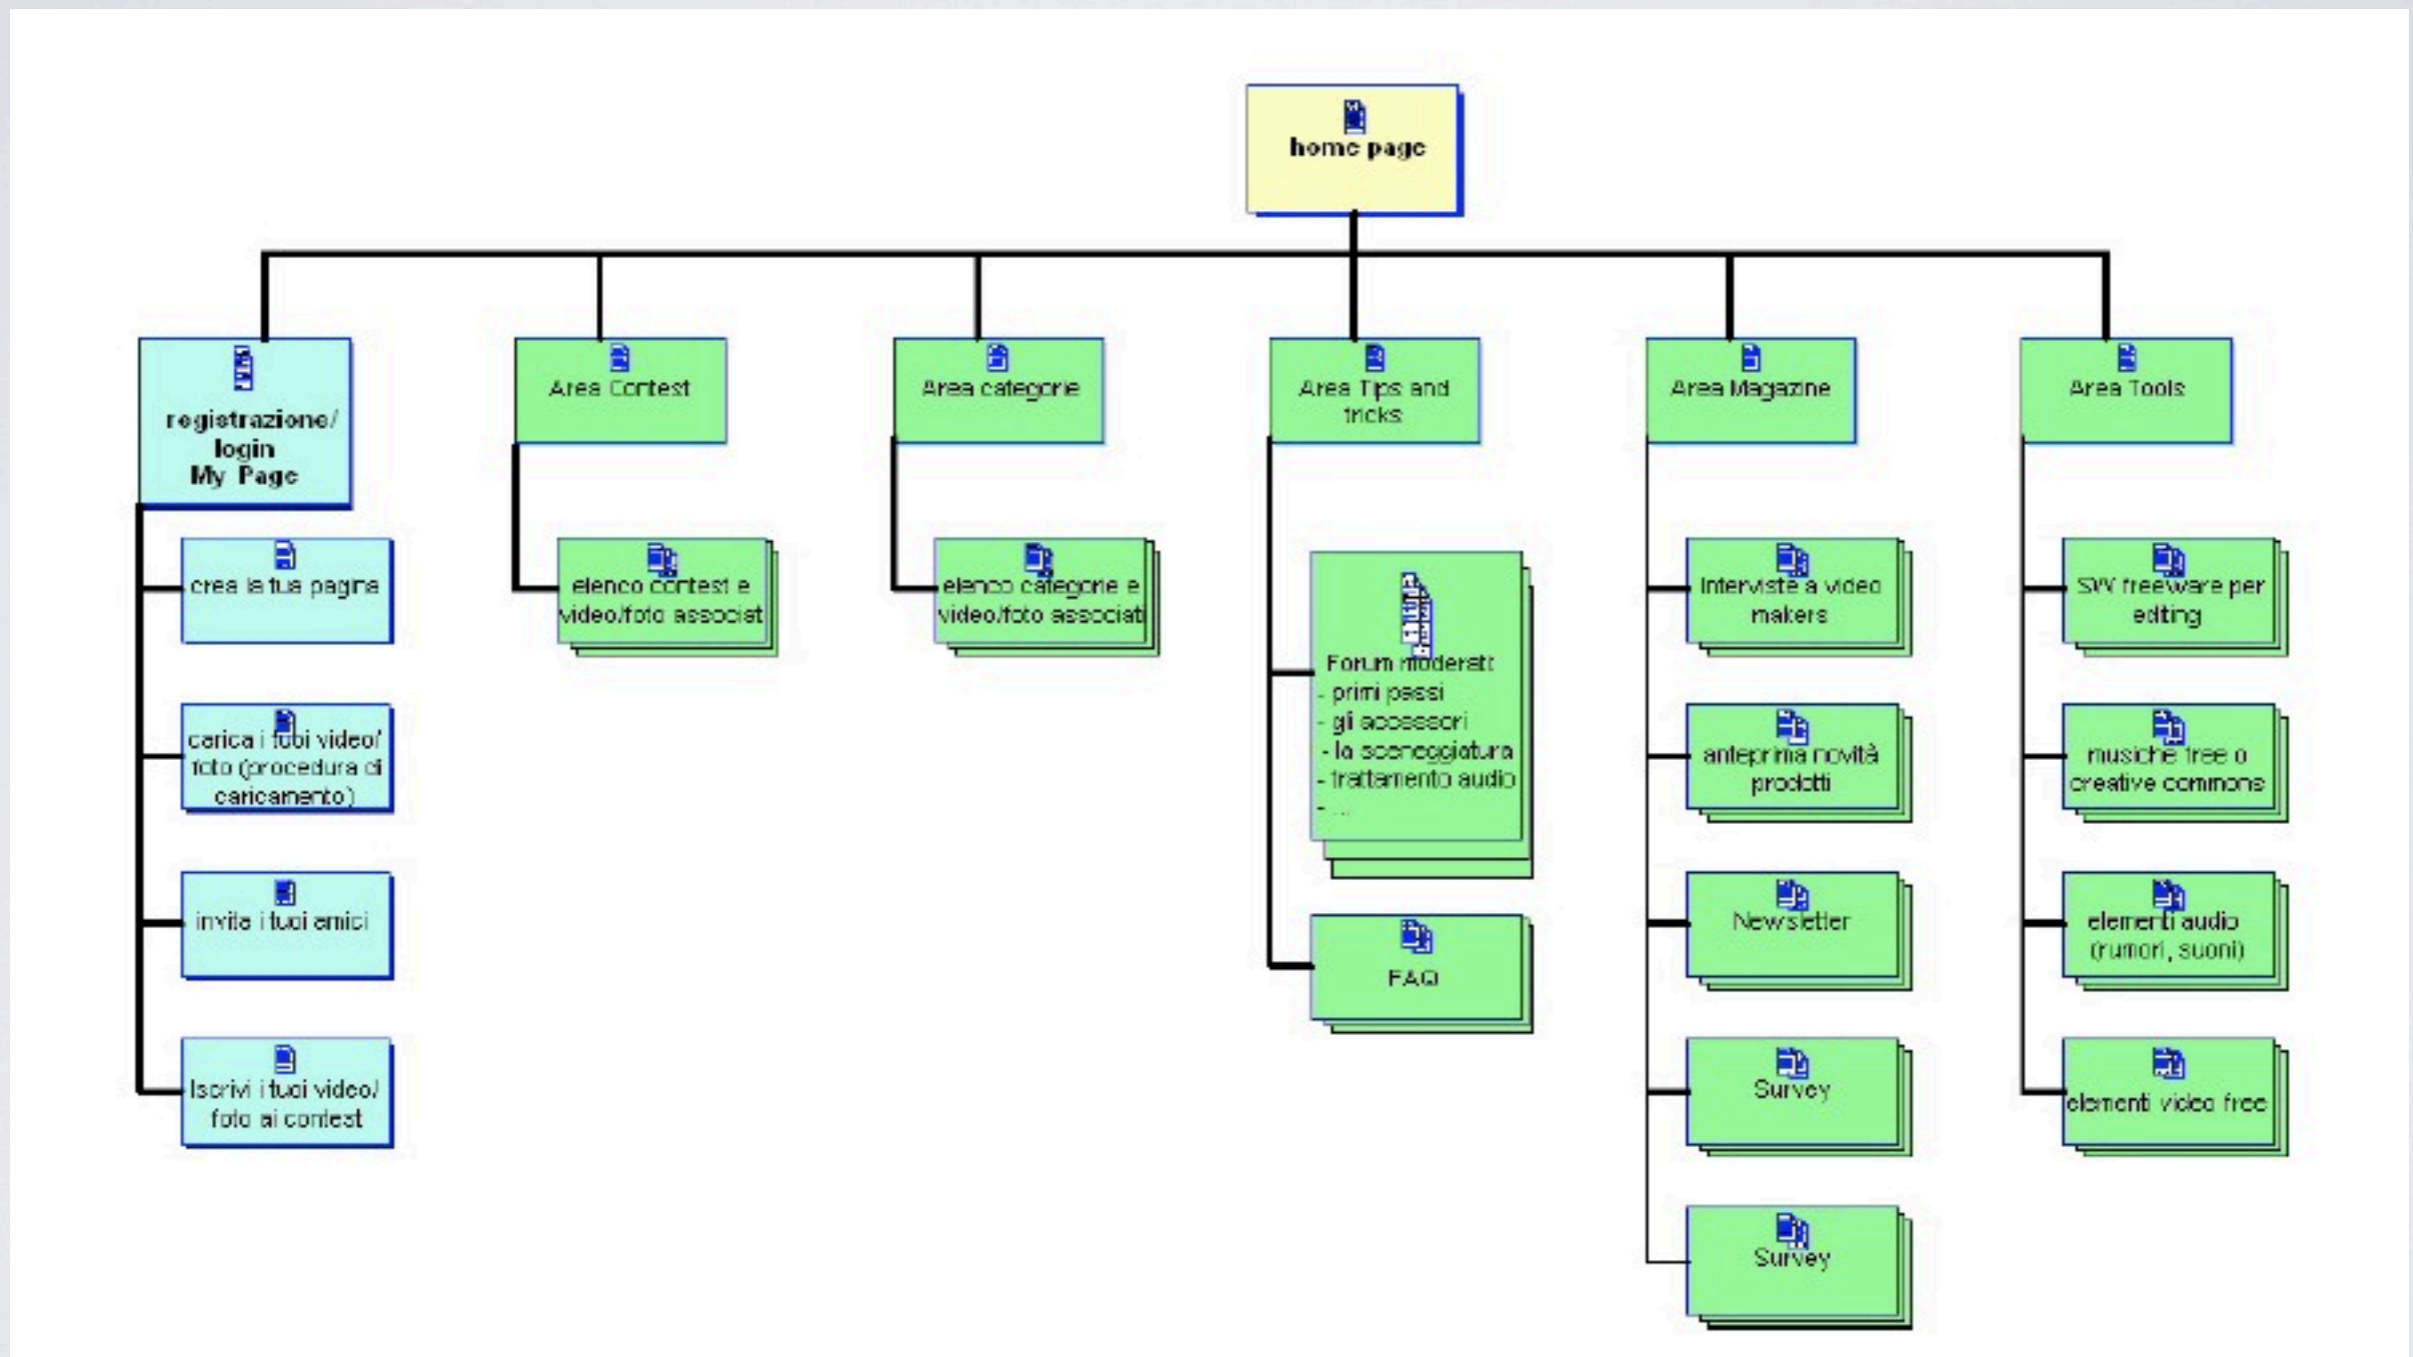 home page
registrazione/
login
My Page
crea la tua pagina
carica i tuoi video/
foto (procedura di
caricamento)
invita i tuoi amici
Iscrivi i tuoi video/
foto ai contest
Area Contest
elenco contest e
video/foto associat
Area categorie
elenco categorie e
video/foto associati
Area Tips and
tricks
Forum moderati
- primi passi
- gli accessori
- la sceneggiatura
- trattamento audio
- ...
FAQ
Area Magazine
Interviste a video
makers
anteprima novità
prodotti
Newsletter
Survey
Survey
Area Tools
SW freeware per
editing
musiche free o
creative commons
elementi audio
(rumori, suoni)
elementi video free